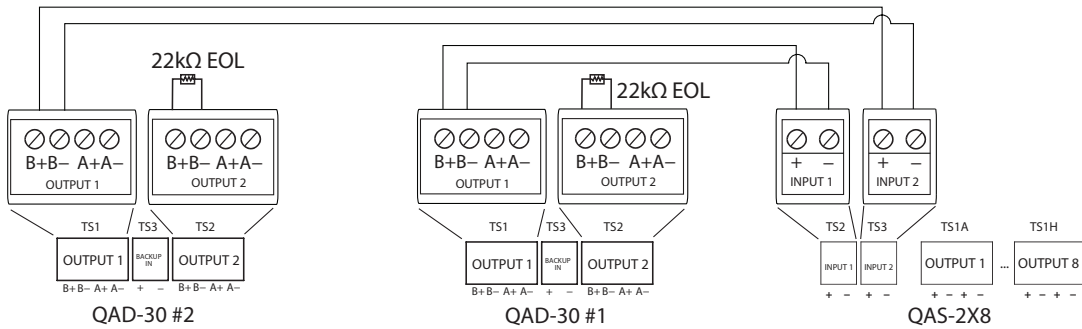 22kΩ EOL
22kΩ EOL
B+ B− A+ A−
OUTPUT 1
B+ B− A+ A−
OUTPUT 2
B+ B− A+ A−
OUTPUT 1
B+ B− A+ A−
OUTPUT 2
+ −
INPUT 1
+ −
INPUT 2
TS1 TS3 TS2
OUTPUT 1
BACKUP
IN
OUTPUT 2
B+ B− A+ A− + − B+ B− A+ A−
QAD-30 #2
TS1 TS3 TS2
OUTPUT 1
BACKUP
IN
OUTPUT 2
B+ B− A+ A− + − B+ B− A+ A−
QAD-30 #1
TS2 TS3 TS1A TS1H
INPUT 1 INPUT 2 OUTPUT 1 ... OUTPUT 8
+ − + − + − + − + − + −
QAS-2X8